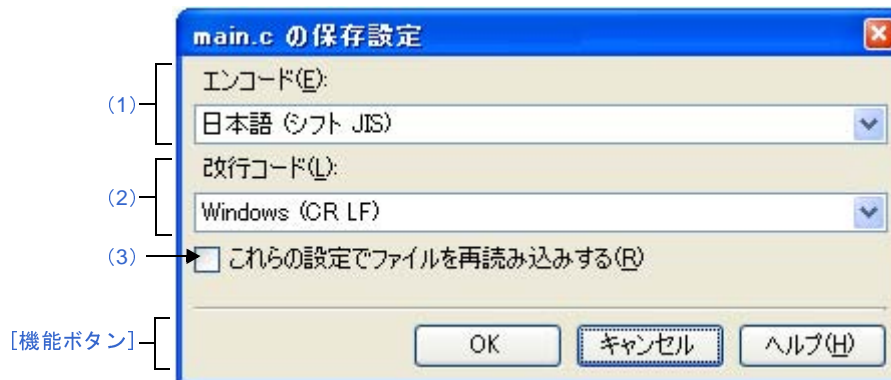 main.c の保存設定
エンコード(E):
(1)
日本語 (シフト JIS)
改行コード(L):
(2)
Windows (CR LF)
(3)
これらの設定でファイルを再読み込みする(R)
[機能ボタン]
OK キャンセル ヘルプ(H)